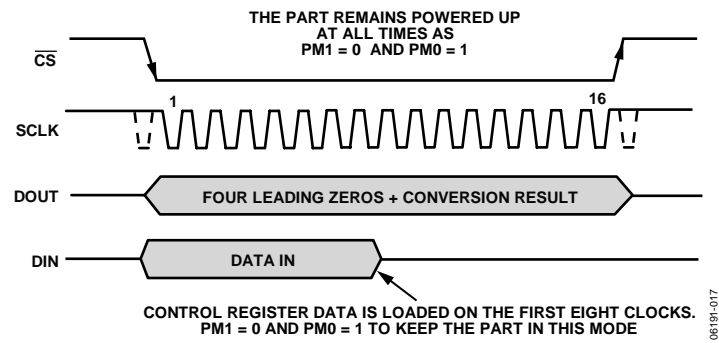 THE PART REMAINS POWERED UP
AT ALL TIMES AS
PM1 = 0 AND PM0 = 1
CS
1
16
SCLK
DOUT
FOUR LEADING ZEROS + CONVERSION RESULT
DIN
DATA IN
CONTROL REGISTER DATA IS LOADED ON THE FIRST EIGHT CLOCKS.
PM1 = 0 AND PM0 = 1 TO KEEP THE PART IN THIS MODE
06191-017